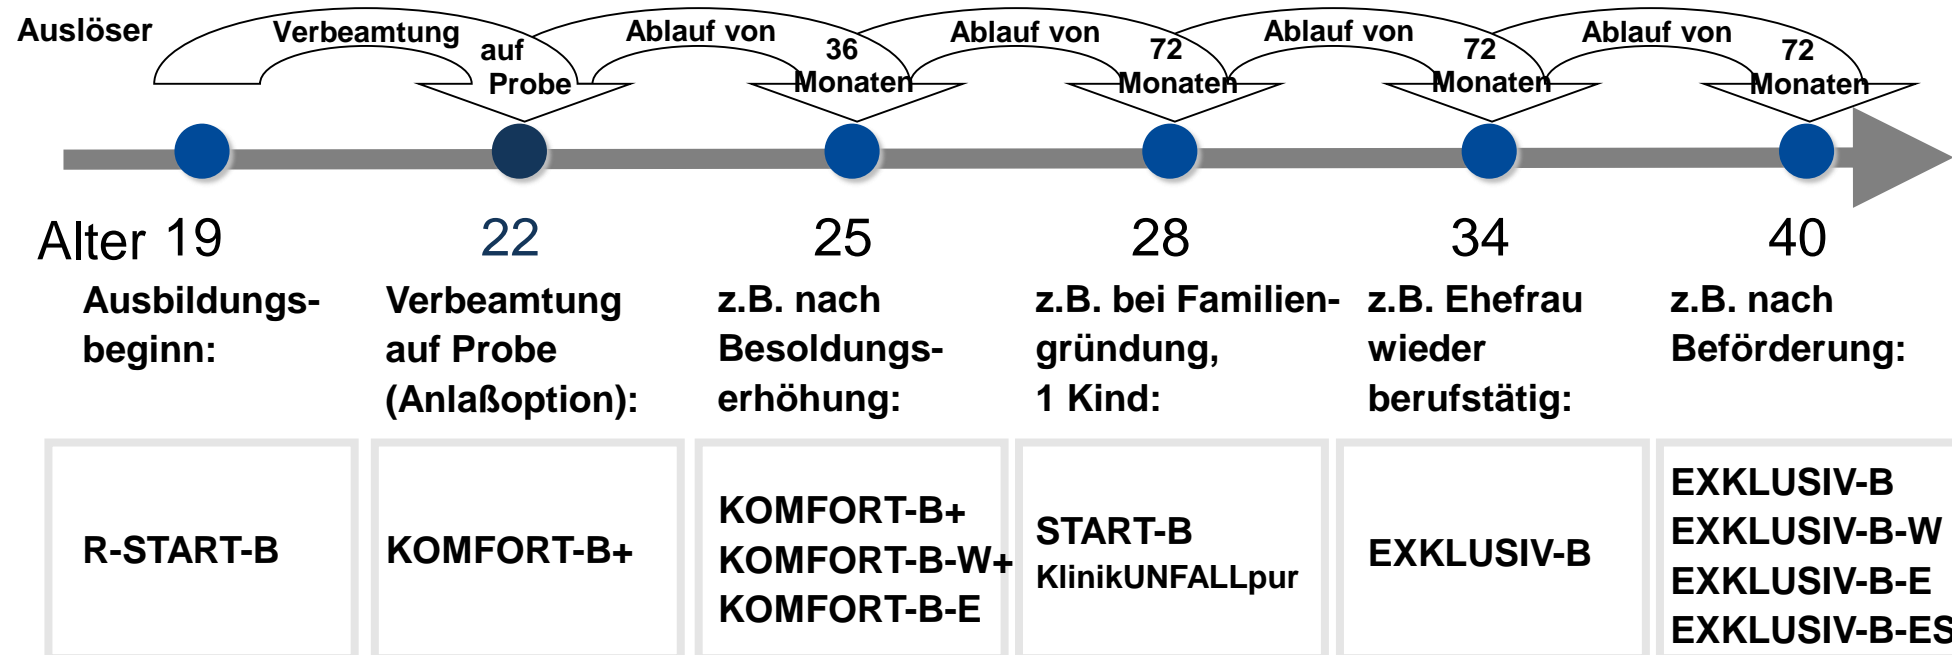 Auslöser
Verbeamtung auf Probe
Ablauf von 36 Monaten
Ablauf von 72 Monaten
Ablauf von 72 Monaten
Ablauf von 72 Monaten
Alter 19 22 25 28 34 40
Ausbildungs-
beginn:
Verbeamtung
auf Probe
(Anlaßoption):
z.B. nach
Besoldungs-
erhöhung:
z.B. bei Familien-
gründung,
1 Kind:
z.B. Ehefrau
wieder
berufstätig:
z.B. nach
Beförderung:
R-START-B
KOMFORT-B+
KOMFORT-B+
KOMFORT-B-W+
KOMFORT-B-E
START-B
KlinikUNFALLpur
EXKLUSIV-B
EXKLUSIV-B
EXKLUSIV-B-W
EXKLUSIV-B-E
EXKLUSIV-B-ES